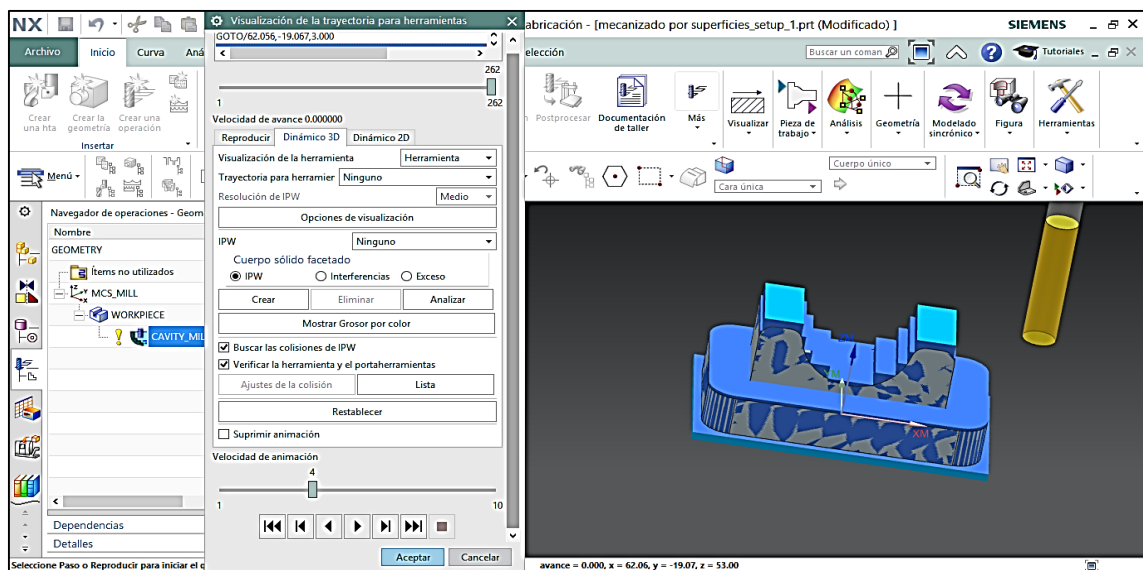 NX
Visualización de la trayectoria para herramientas
abricación - [mecanizado por superficies_setup_1.prt (Modificado) ]
SIEMENS
Archivo
Inicio
Curva
Aná
elección
Buscar un coman
Tutoriales
Crear una hta
Crear la geometría
Crear una operación
Insertar
Postprocesar
Documentación de taller
Más
Visualizar
Pieza de trabajo
Análisis
Geometría
Modelado sincrónico
Figura
Herramientas
Menú
Cuerpo único
Cara única
Navegador de operaciones - Geom
Nombre
GEOMETRY
Ítems no utilizados
MCS_MILL
WORKPIECE
CAVITY_MIL
Dependencias
Detalles
GOTO/62.056,-19.067,3.000
262
1
262
Velocidad de avance 0.000000
Reproducir
Dinámico 3D
Dinámico 2D
Visualización de la herramienta
Herramienta
Trayectoria para herramier
Ninguno
Resolución de IPW
Medio
Opciones de visualización
IPW
Ninguno
Cuerpo sólido facetado
IPW
Interferencias
Exceso
Crear
Eliminar
Analizar
Mostrar Grosor por color
Buscar las colisiones de IPW
Verificar la herramienta y el portaherramientas
Ajustes de la colisión
Lista
Restablecer
Suprimir animación
Velocidad de animación
4
1
10
Aceptar
Cancelar
YM
XM
Seleccione Paso o Reproducir para iniciar el
avance = 0.000, x = 62.06, y = -19.07, z = 53.00